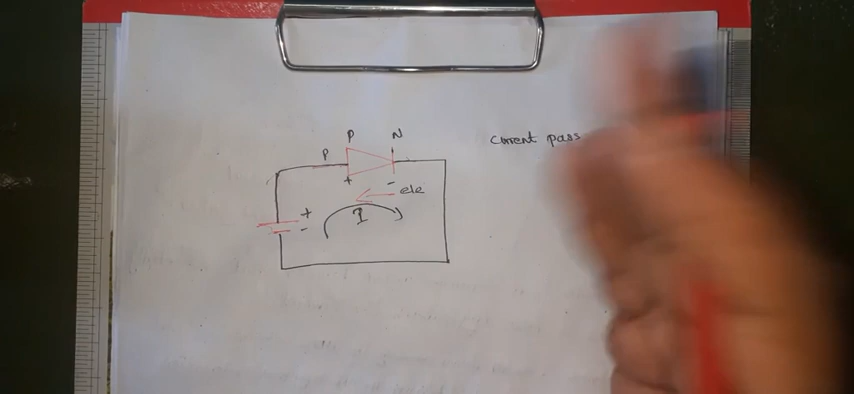 P N
P
+ -
ele
+
I
-
Current pass